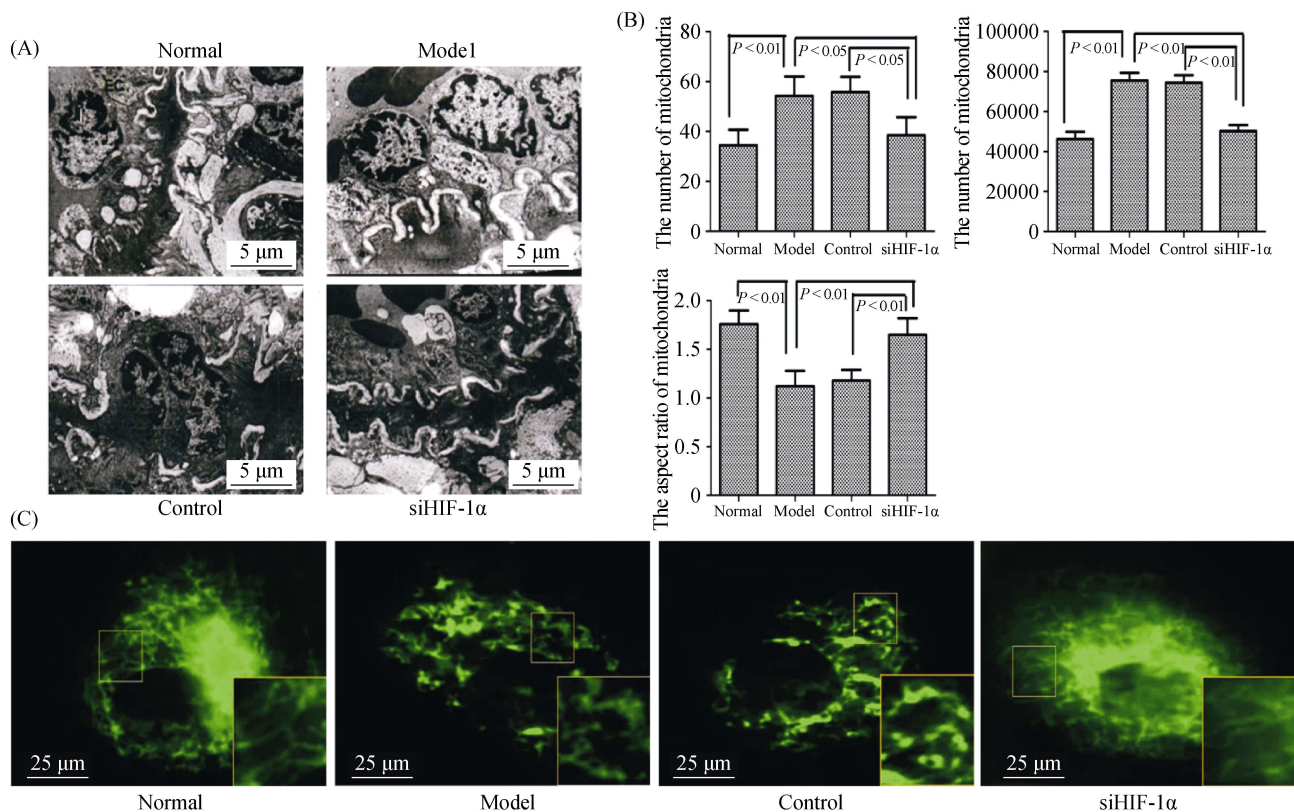 (A)
Normal
Mode1
EC
5 μm
5 μm
5 μm
5 μm
Control
siHIF-1α
(B)
The number of mitochondria
80
60
40
20
0
P < 0.01
P < 0.05
P < 0.05
Normal
Model
Control
siHIF-1α
The number of mitochondria
100000
80000
60000
40000
20000
0
P < 0.01
P < 0.01
P < 0.01
Normal
Model
Control
siHIF-1α
The aspect ratio of mitochondria
2.0
1.5
1.0
0.5
0
P < 0.01
P < 0.01
P < 0.01
Normal
Model
Control
siHIF-1α
(C)
25 μm
25 μm
25 μm
25 μm
Normal
Model
Control
siHIF-1α